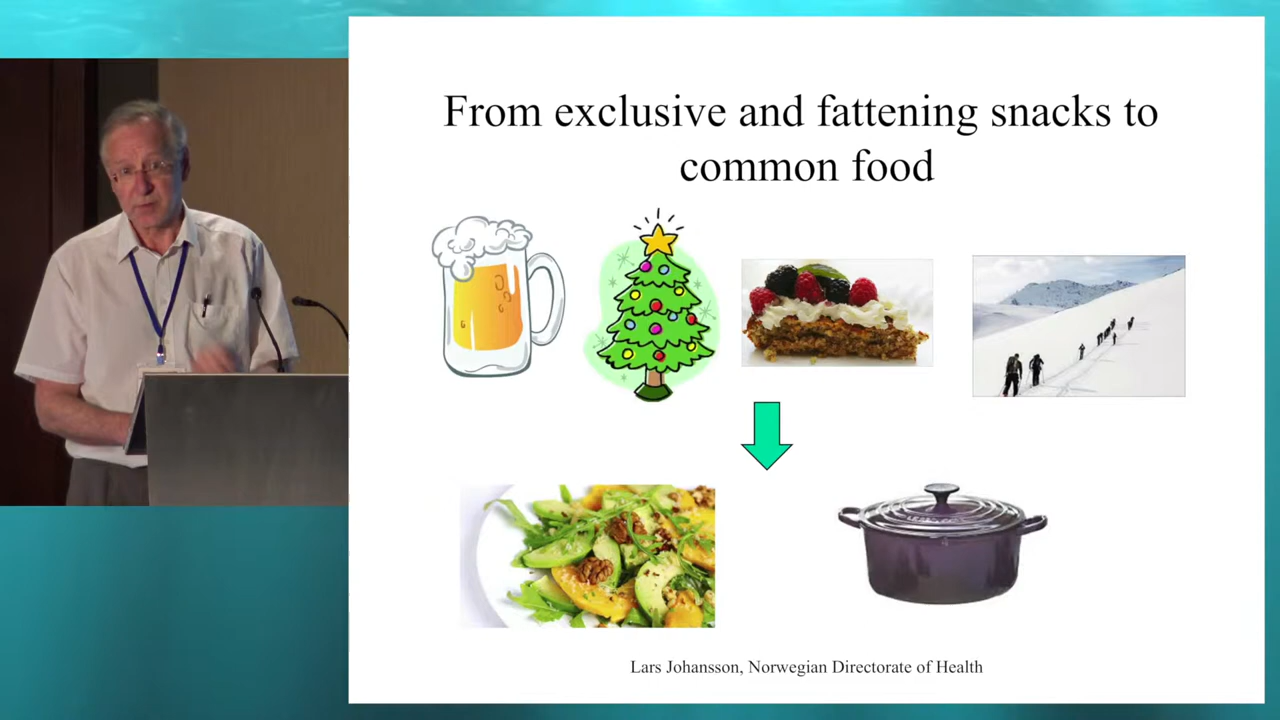 From exclusive and fattening snacks to
common food
Lars Johansson, Norwegian Directorate of Health